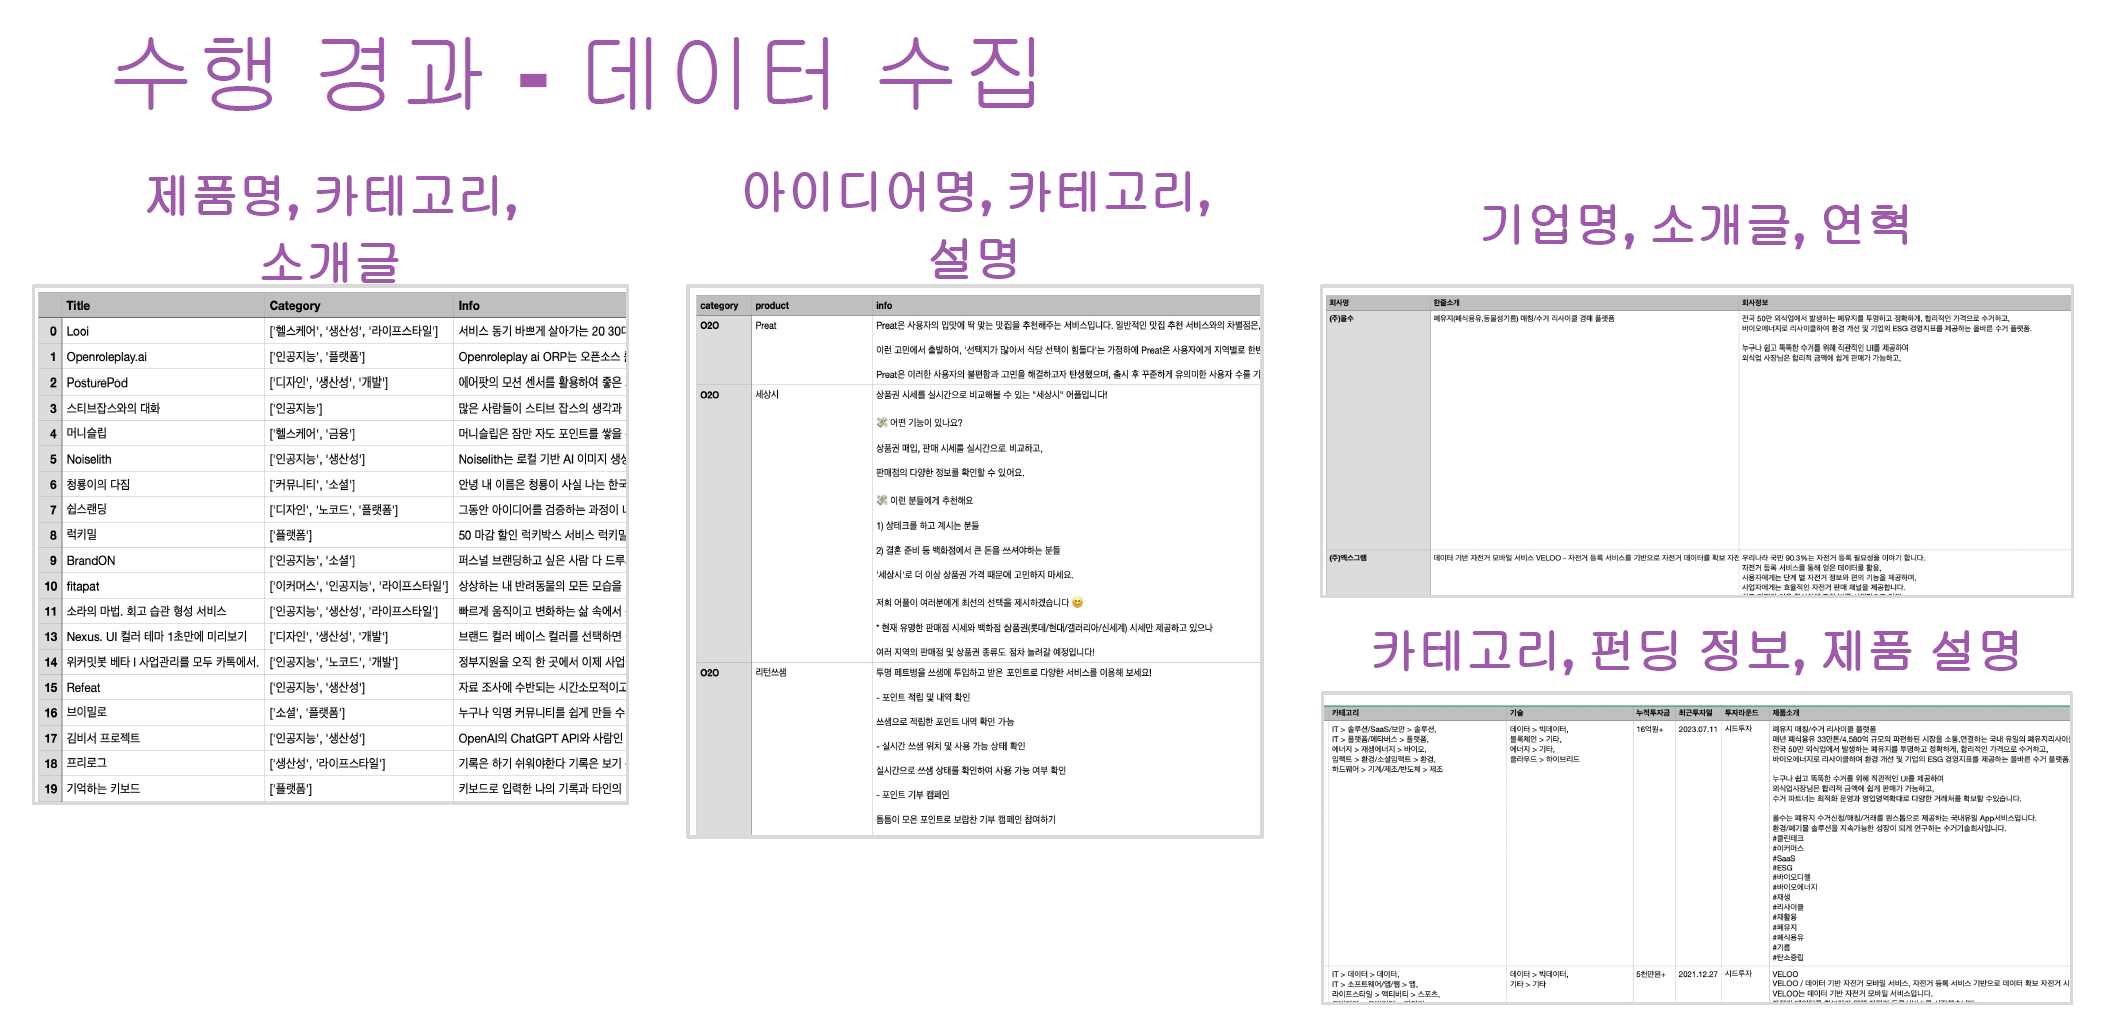 수행 경과 - 데이터 수집
제품명, 카테고리,
소개글
Title Category Info
0 Looi ['헬스케어', '생산성', '라이프스타일'] 서비스 동기 바쁘게 살아가는 20 30대
1 Openroleplay.ai ['인공지능', '플랫폼'] Openroleplay ai ORP는 오픈소스
2 PosturePod ['디자인', '생산성', '개발'] 에어팟의 모션 센서를 활용하여 좋은
3 스티브잡스와의 대화 ['인공지능'] 많은 사람들이 스티브 잡스의 생각과
4 머니슬립 ['헬스케어', '금융'] 머니슬립은 잠만 자도 포인트를 쌓을
5 Noiselith ['인공지능', '생산성'] Noiselith는 로컬 기반 AI 이미지 생성
6 청룡이의 다짐 ['커뮤니티', '소셜'] 안녕 내 이름은 청룡이 사실 나는 한국
7 쉽스랜딩 ['디자인', '노코드', '플랫폼'] 그동안 아이디어를 검증하는 과정이
8 럭키밀 ['플랫폼'] 50 마감 할인 럭키박스 서비스 럭키밀
9 BrandON ['인공지능', '소셜'] 퍼스널 브랜딩하고 싶은 사람 다 드루
10 fitapat ['이커머스', '인공지능', '라이프스타일'] 상상하는 내 반려동물의 모든 모습을
11 소라의 마법. 회고 습관 형성 서비스 ['인공지능', '생산성', '라이프스타일'] 빠르게 움직이고 변화하는 삶 속에서
13 Nexus. UI 컬러 테마 1초만에 미리보기 ['디자인', '생산성', '개발'] 브랜드 컬러 베이스 컬러를 선택하면
14 위커밋봇 베타 I 사업관리를 모두 카톡에서. ['인공지능', '노코드', '개발'] 정부지원을 오직 한 곳에서 이제 사업
15 Refeat ['인공지능', '생산성'] 자료 조사에 수반되는 시간소모적이고
16 브이밀로 ['소셜', '플랫폼'] 누구나 익명 커뮤니티를 쉽게 만들 수
17 김비서 프로젝트 ['인공지능', '생산성'] OpenAI의 ChatGPT API와 사람인
18 프리로그 ['생산성', '라이프스타일'] 기록은 하기 쉬워야한다 기록은 보기
19 기억하는 키보드 ['플랫폼'] 키보드로 입력한 나의 기록과 타인의
아이디어명, 카테고리,
설명
category product info
O2O Preat Preat은 사용자의 입맛에 딱 맞는 맛집을 추천해주는 서비스입니다. 일반적인 맛집 추천 서비스와의 차별점은,
이런 고민에서 출발하여, '선택지가 많아서 식당 선택이 힘들다'는 가정하에 Preat은 사용자에게 지역별로 한번
Preat은 이러한 사용자의 불편함과 고민을 해결하고자 탄생했으며, 출시 후 꾸준하게 유의미한 사용자 수를 기
O2O 세상시 상품권 시세를 실시간으로 비교해볼 수 있는 "세상시" 어플입니다!
💸 어떤 기능이 있나요?
상품권 매입, 판매 시세를 실시간으로 비교하고,
판매점의 다양한 정보를 확인할 수 있어요.
💸 이런 분들에게 추천해요
1) 상테크를 하고 계시는 분들
2) 결혼 준비 등 백화점에서 큰 돈을 쓰셔야하는 분들
'세상시'로 더 이상 상품권 가격 때문에 고민하지 마세요.
저희 어플이 여러분에게 최선의 선택을 제시하겠습니다 😊
* 현재 유명한 판매점 시세와 백화점 상품권(롯데/현대/갤러리아/신세계) 시세만 제공하고 있으나
여러 지역의 판매점 및 상품권 종류도 점차 늘려갈 예정입니다!
O2O 리턴쓰샘 투명 페트병을 쓰샘에 투입하고 받은 포인트로 다양한 서비스를 이용해 보세요!
- 포인트 적립 및 내역 확인
쓰샘으로 적립한 포인트 내역 확인 가능
- 실시간 쓰샘 위치 및 사용 가능 상태 확인
실시간으로 쓰샘 상태를 확인하여 사용 가능 여부 확인
- 포인트 기부 캠페인
틈틈이 모은 포인트로 보람찬 기부 캠페인 참여하기
기업명, 소개글, 연혁
회사명 한줄소개 회사정보
(주)올수 폐유지(폐식용유,동물성기름) 매칭/수거 리사이클 경매 플랫폼 전국 50만 외식업에서 발생하는 폐유지를 투명하고 정확하게, 합리적인 가격으로 수거하고,
바이오에너지로 리사이클하여 환경 개선 및 기업의 ESG 경영지표를 제공하는 올바른 수거 플랫폼.
누구나 쉽고 똑똑한 수거를 위해 직관적인 UI를 제공하여
외식업 사장님은 합리적 금액에 쉽게 판매가 가능하고,
(주)엑스그램 데이터 기반 자전거 모바일 서비스 VELOO - 자전거 등록 서비스를 기반으로 자전거 데이터를 확보 자전 우리나라 국민 90.3%는 자전거 등록 필요성을 이야기 합니다.
자전거 등록 서비스를 통해 얻은 데이터를 활용,
사용자에게는 단계 별 자전거 정보와 편의 기능을 제공하며,
사업자에게는 효율적인 자전거 판매 채널을 제공합니다.
카테고리, 펀딩 정보, 제품 설명
카테고리 기술 누적투자금 최근투자일 투자라운드 제품소개
IT > 솔루션/SaaS/보안 > 솔루션, 데이터 > 빅데이터, 16억원+ 2023.07.11 시드투자 폐유지 매칭/수거 리사이클 플랫폼
IT > 플랫폼/메타버스 > 플랫폼, 블록체인 > 기타, 매년 폐식용유 33만톤/4,580억 규모의 파편화된 시장을 소통,연결하는 국내 유일의 폐유지리사이클
에너지 > 재생에너지 > 바이오, 에너지 > 기타, 전국 50만 외식업에서 발생하는 폐유지를 투명하고 정확하게, 합리적인 가격으로 수거하고,
임팩트 > 환경/소셜임팩트 > 환경, 클라우드 > 하이브리드 바이오에너지로 리사이클하여 환경 개선 및 기업의 ESG 경영지표를 제공하는 올바른 수거 플랫폼.
하드웨어 > 기계/제조/반도체 > 제조
누구나 쉽고 똑똑한 수거를 위해 직관적인 UI를 제공하여
외식업사장님은 합리적 금액에 쉽게 판매가 가능하고,
수거 파트너는 최적화 운영과 영업영역확대로 다양한 거래처를 확보할 수있습니다.
올수는 폐유지 수거신청/매칭/거래를 원스톱으로 제공하는 국내유일 App서비스입니다.
환경/폐기물 솔루션을 지속가능한 성장이 되게 연구하는 수거기술회사입니다.
#클린테크
#이커머스
#SaaS
#ESG
#바이오디젤
#바이오에너지
#재생
#리사이클
#재활용
#폐유지
#폐식용유
#기름
#탄소중립
IT > 데이터 > 데이터, 데이터 > 빅데이터, 5천만원+ 2021.12.27 시드투자 VELOO
IT > 소프트웨어/앱/웹 > 앱, 기타 > 기타 VELOO / 데이터 기반 자전거 모바일 서비스, 자전거 등록 서비스 기반으로 데이터 확보 자전거 시
라이프스타일 > 액티비티 > 스포츠, VELOO는 데이터 기반 자전거 모바일 서비스입니다.